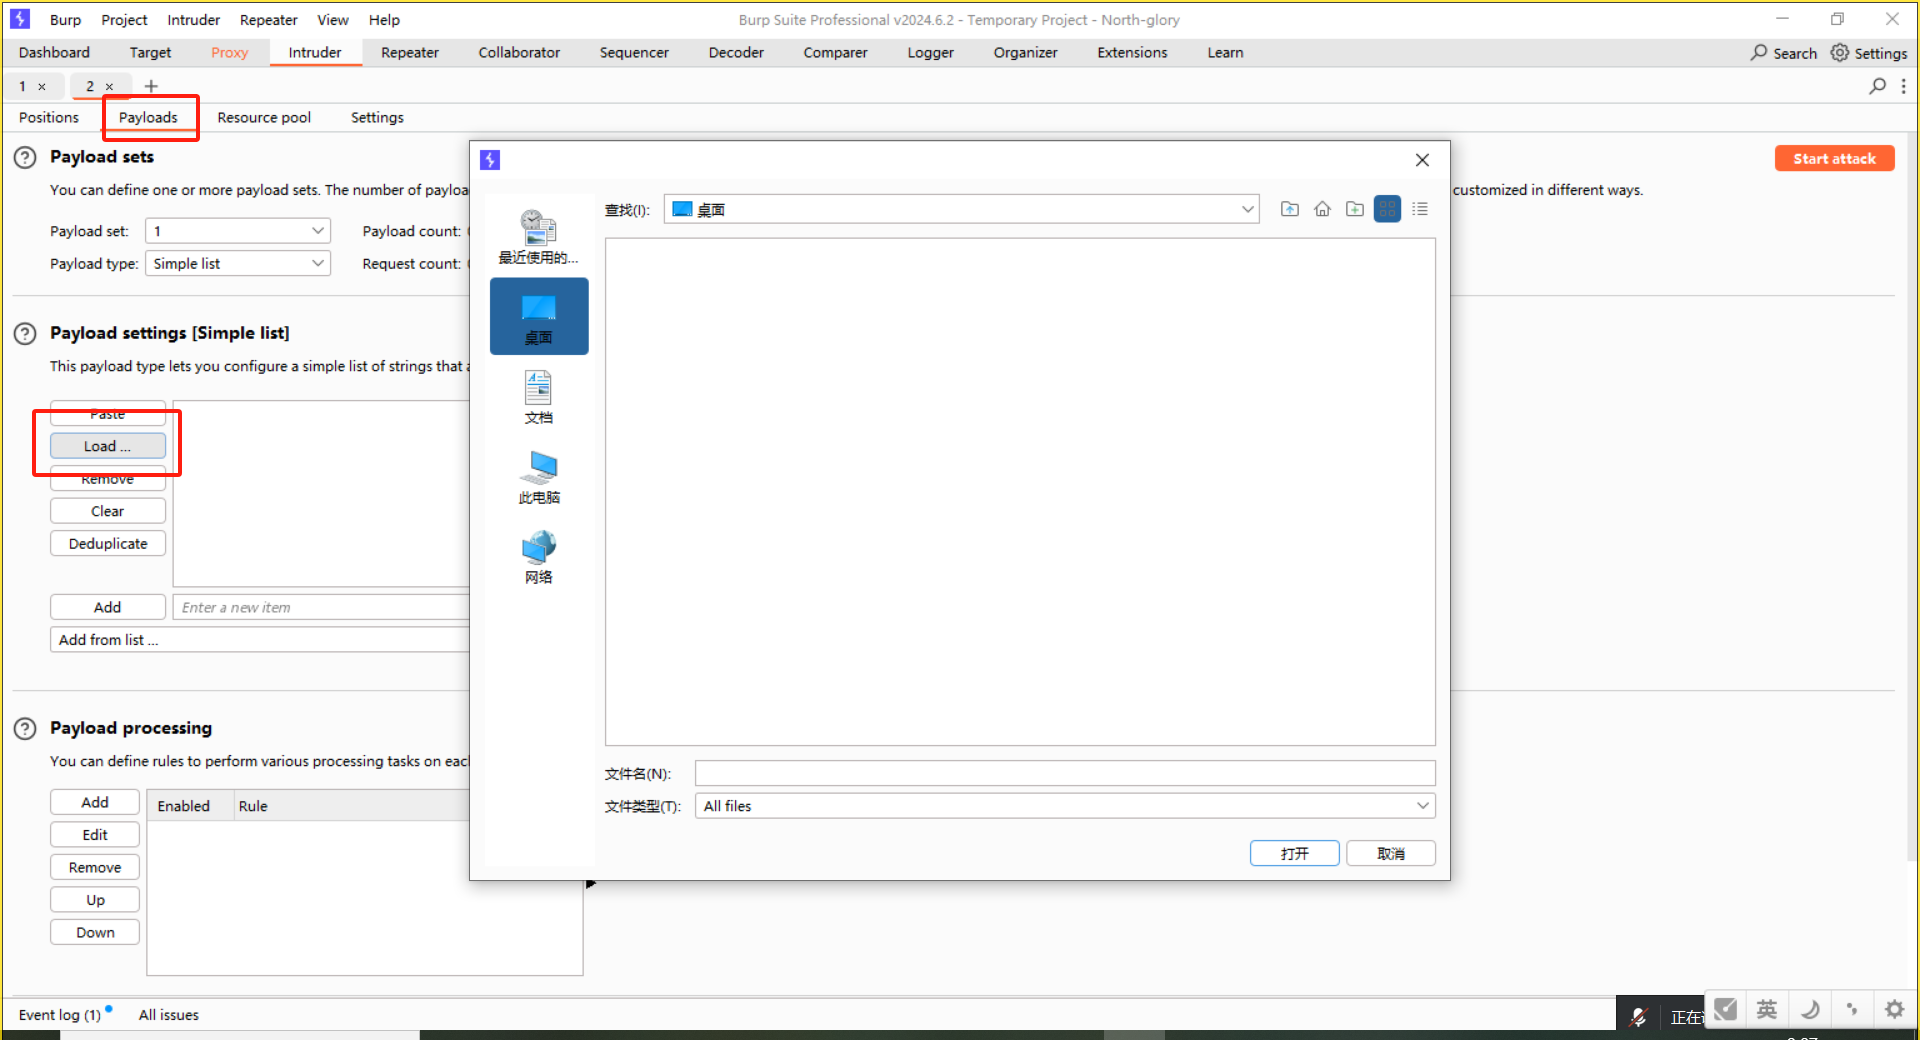 Burp Project Intruder Repeater View Help Burp Suite Professional v2024.6.2 - Temporary Project - North-glory
Dashboard Target Proxy Intruder Repeater Collaborator Sequencer Decoder Comparer Logger Organizer Extensions Learn Search Settings
1 × 2 × +
Positions Payloads Resource pool Settings
Payload sets
Start attack
You can define one or more payload sets. The number of payloa
customized in different ways.
Payload set: 1 Payload count:
Payload type: Simple list Request count:
Payload settings [Simple list]
This payload type lets you configure a simple list of strings that a
Paste
Load ...
Remove
Clear
Deduplicate
Add Enter a new item
Add from list ...
Payload processing
You can define rules to perform various processing tasks on eac
Add
Edit
Remove
Up
Down
Enabled Rule
查找(I): 桌面
最近使用的...
桌面
文档
此电脑
网络
文件名(N):
文件类型(T): All files
打开 取消
Event log (1) All issues
正在
英